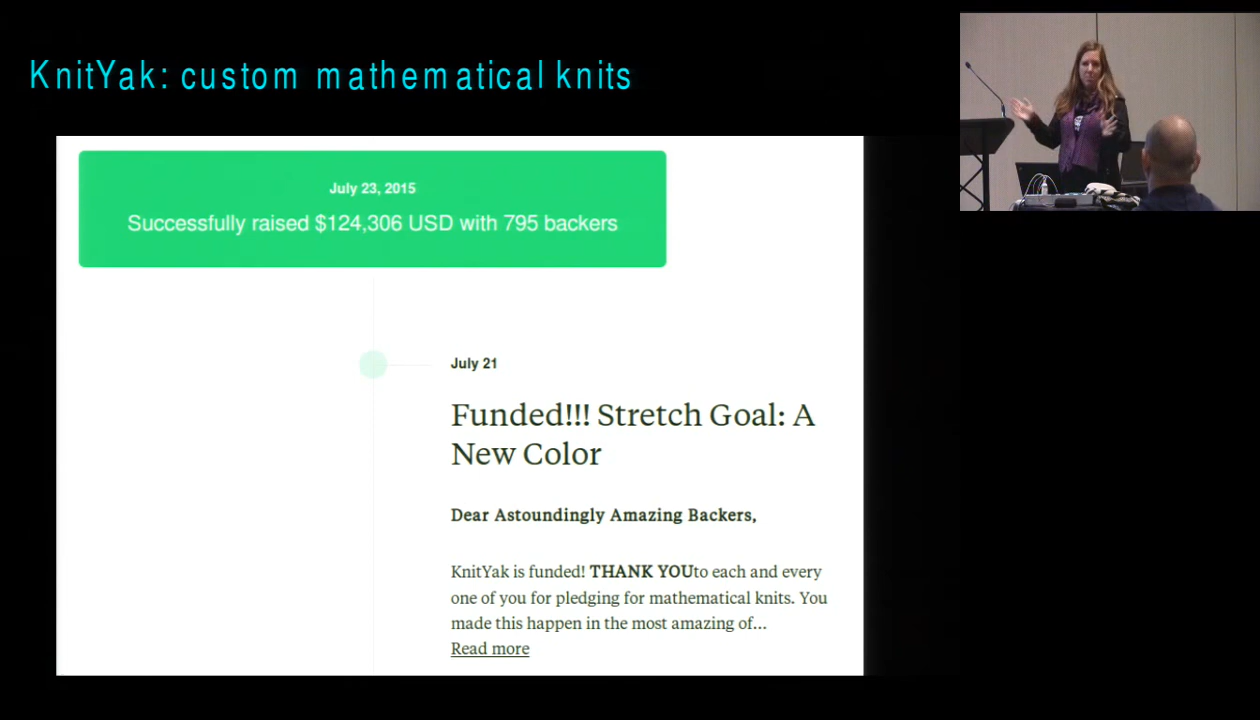 KnitYak: custom mathematical knits
July 23, 2015
Successfully raised $124,306 USD with 795 backers
July 21
Funded!!! Stretch Goal: A
New Color
Dear Astoundingly Amazing Backers,
KnitYak is funded! THANK YOUto each and every
one of you for pledging for mathematical knits. You
made this happen in the most amazing of...
Read more